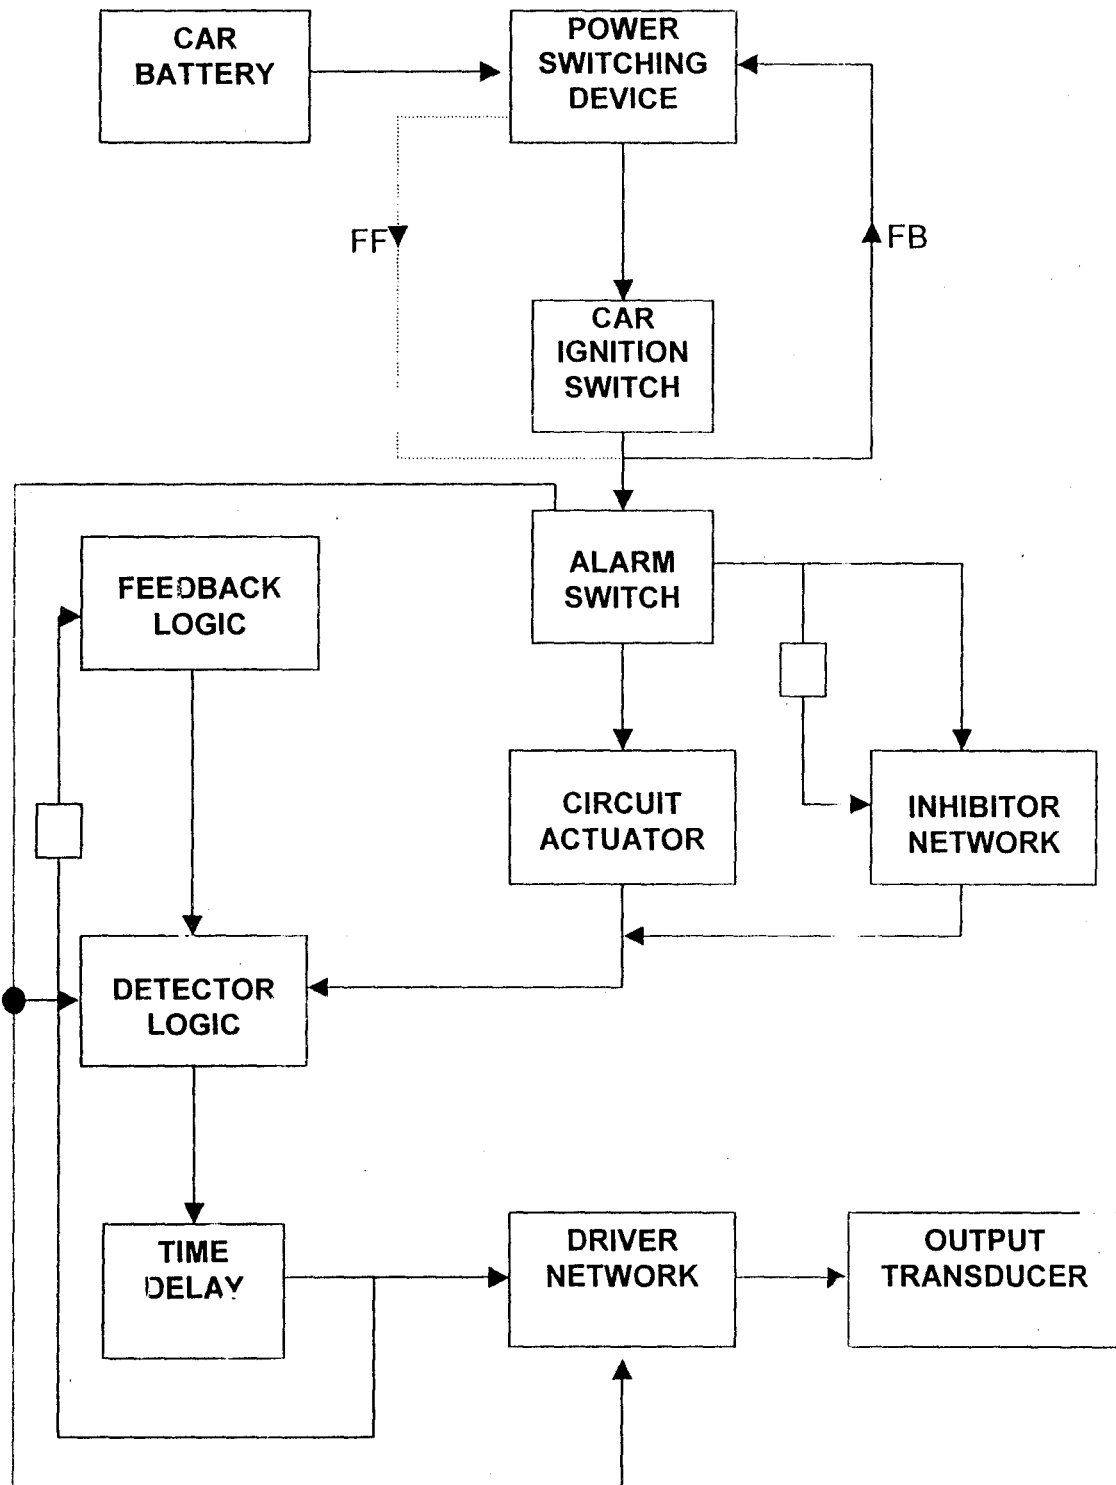 CAR
BATTERY
POWER
SWITCHING
DEVICE
FF
FB
CAR
IGNITION
SWITCH
ALARM
SWITCH
FEEDBACK
LOGIC
CIRCUIT
ACTUATOR
INHIBITOR
NETWORK
DETECTOR
LOGIC
TIME
DELAY
DRIVER
NETWORK
OUTPUT
TRANSDUCER